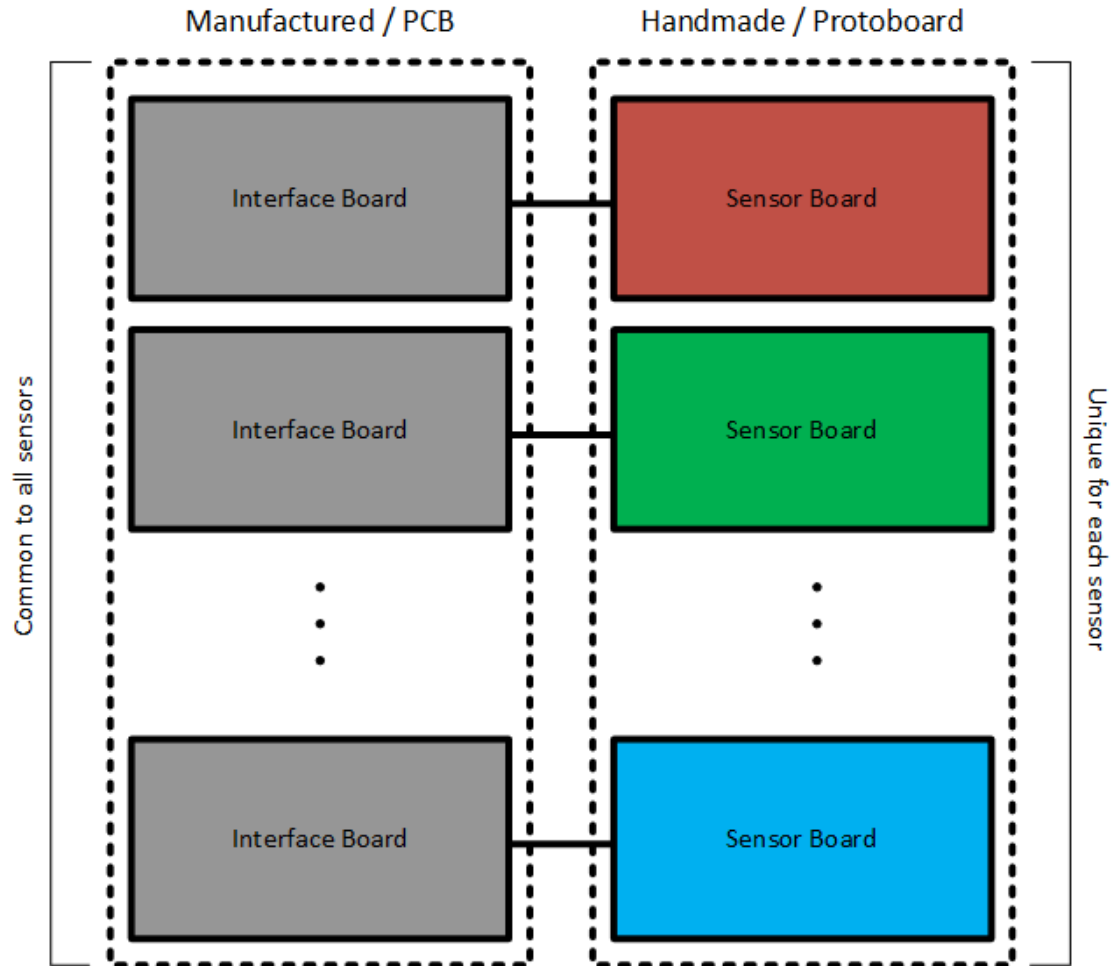 Manufactured / PCB
Handmade / Protoboard
Common to all sensors
Interface Board
Sensor Board
Interface Board
Sensor Board
Interface Board
Sensor Board
Unique for each sensor